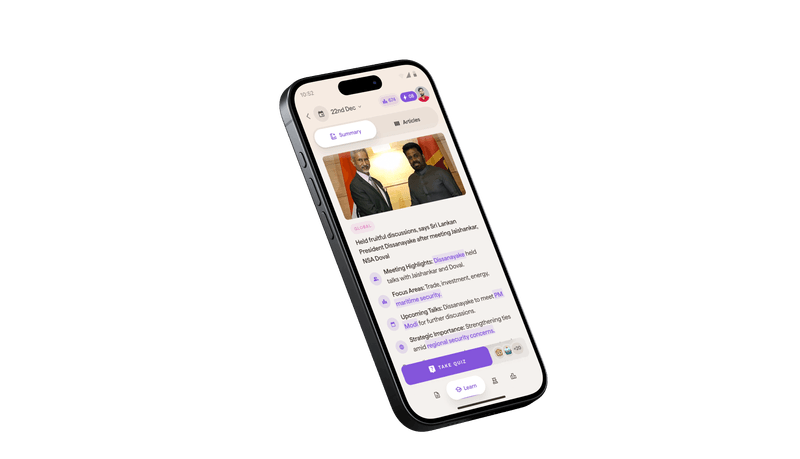 10:52
22nd Dec
Summary
Articles
GLOBAL
Held fruitful discussions, says Sri Lankan
President Dissanayake after meeting Jaishankar,
NSA Doval
Meeting Highlights: Dissanayake held
talks with Jaishankar and Doval.
Focus Areas: Trade, investment, energy,
maritime security.
Upcoming Talks: Dissanayake to meet PM
Modi for further discussions.
Strategic Importance: Strengthening ties
amid regional security concerns.
TAKE QUIZ
Learn